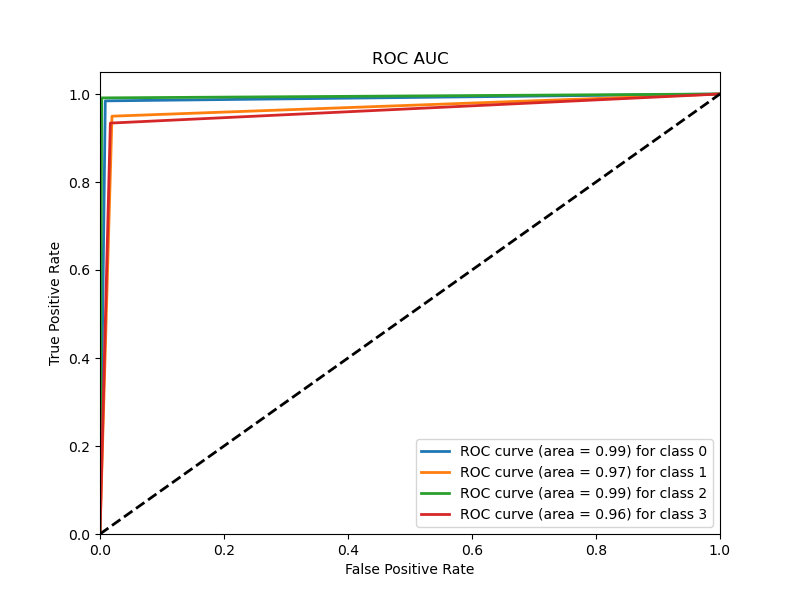 ROC AUC
1.0
0.8
0.6
0.4
0.2
0.0
True Positive Rate
ROC curve (area = 0.99) for class 0
ROC curve (area = 0.97) for class 1
ROC curve (area = 0.99) for class 2
ROC curve (area = 0.96) for class 3
0.0 0.2 0.4 0.6 0.8 1.0
False Positive Rate